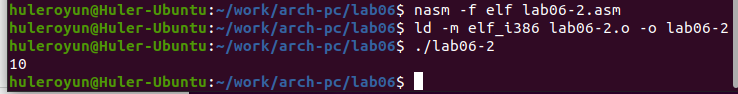 huleroyun@Huler-Ubuntu:~/work/arch-pc/lab06$ nasm -f elf lab06-2.asm
huleroyun@Huler-Ubuntu:~/work/arch-pc/lab06$ ld -m elf_i386 lab06-2.o -o lab06-2
huleroyun@Huler-Ubuntu:~/work/arch-pc/lab06$ ./lab06-2
10
huleroyun@Huler-Ubuntu:~/work/arch-pc/lab06$